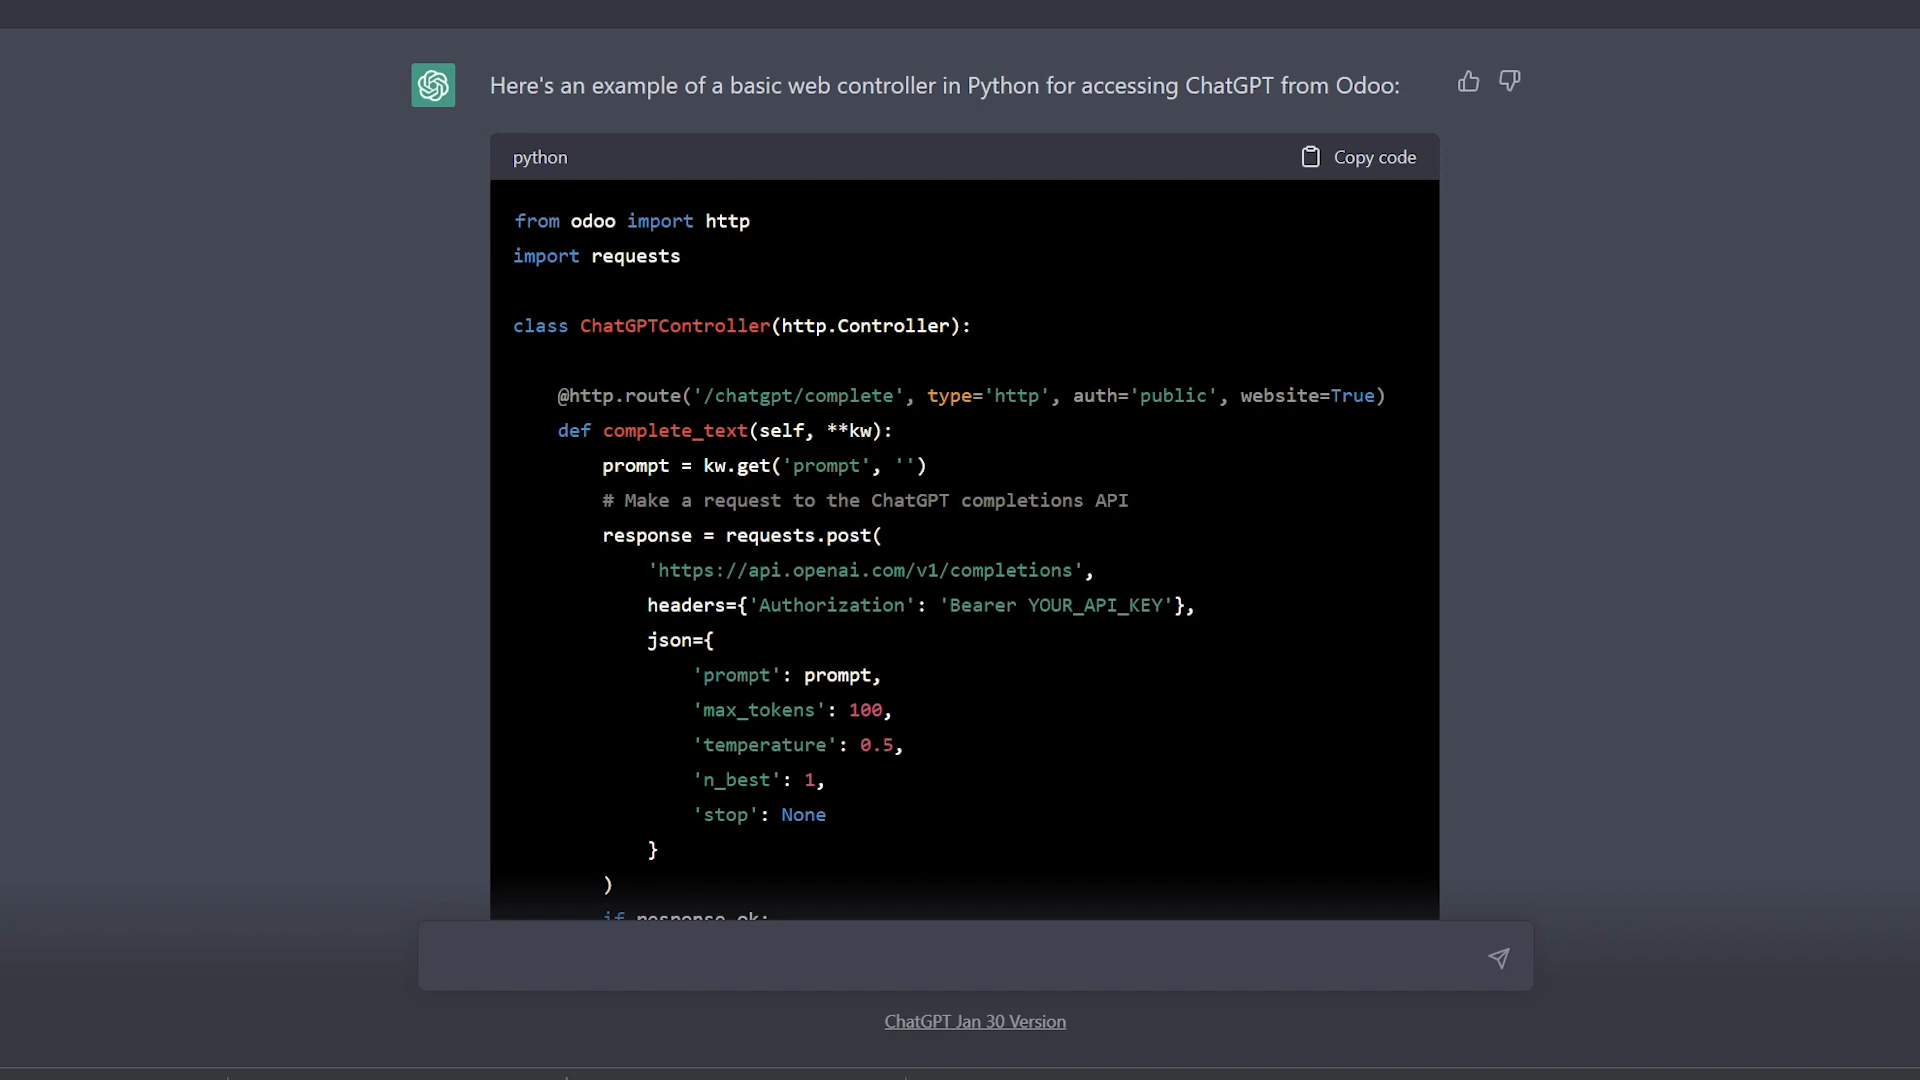 Here's an example of a basic web controller in Python for accessing ChatGPT from Odoo:
python
Copy code
from odoo import http
import requests
class ChatGPTController(http.Controller):
@http.route('/chatgpt/complete', type='http', auth='public', website=True)
def complete_text(self, **kw):
prompt = kw.get('prompt', '')
# Make a request to the ChatGPT completions API
response = requests.post(
'https://api.openai.com/v1/completions',
headers={'Authorization': 'Bearer YOUR_API_KEY'},
json={
'prompt': prompt,
'max_tokens': 100,
'temperature': 0.5,
'n_best': 1,
'stop': None
}
)
if response.ok:
ChatGPT Jan 30 Version